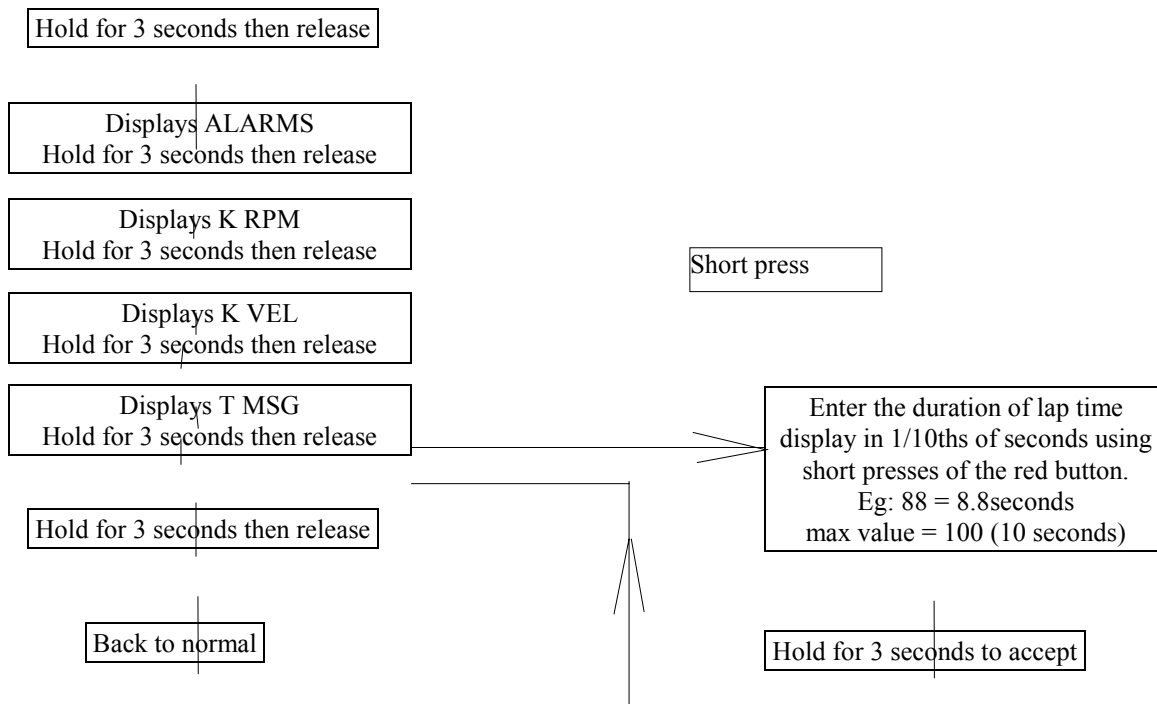 Hold for 3 seconds then release
Displays ALARMS
Hold for 3 seconds then release
Displays K RPM
Hold for 3 seconds then release
Short press
Displays K VEL
Hold for 3 seconds then release
Displays T MSG
Hold for 3 seconds then release
Enter the duration of lap time
display in 1/10ths of seconds using
short presses of the red button.
Eg: 88 = 8.8seconds
max value = 100 (10 seconds)
Hold for 3 seconds then release
Back to normal
Hold for 3 seconds to accept